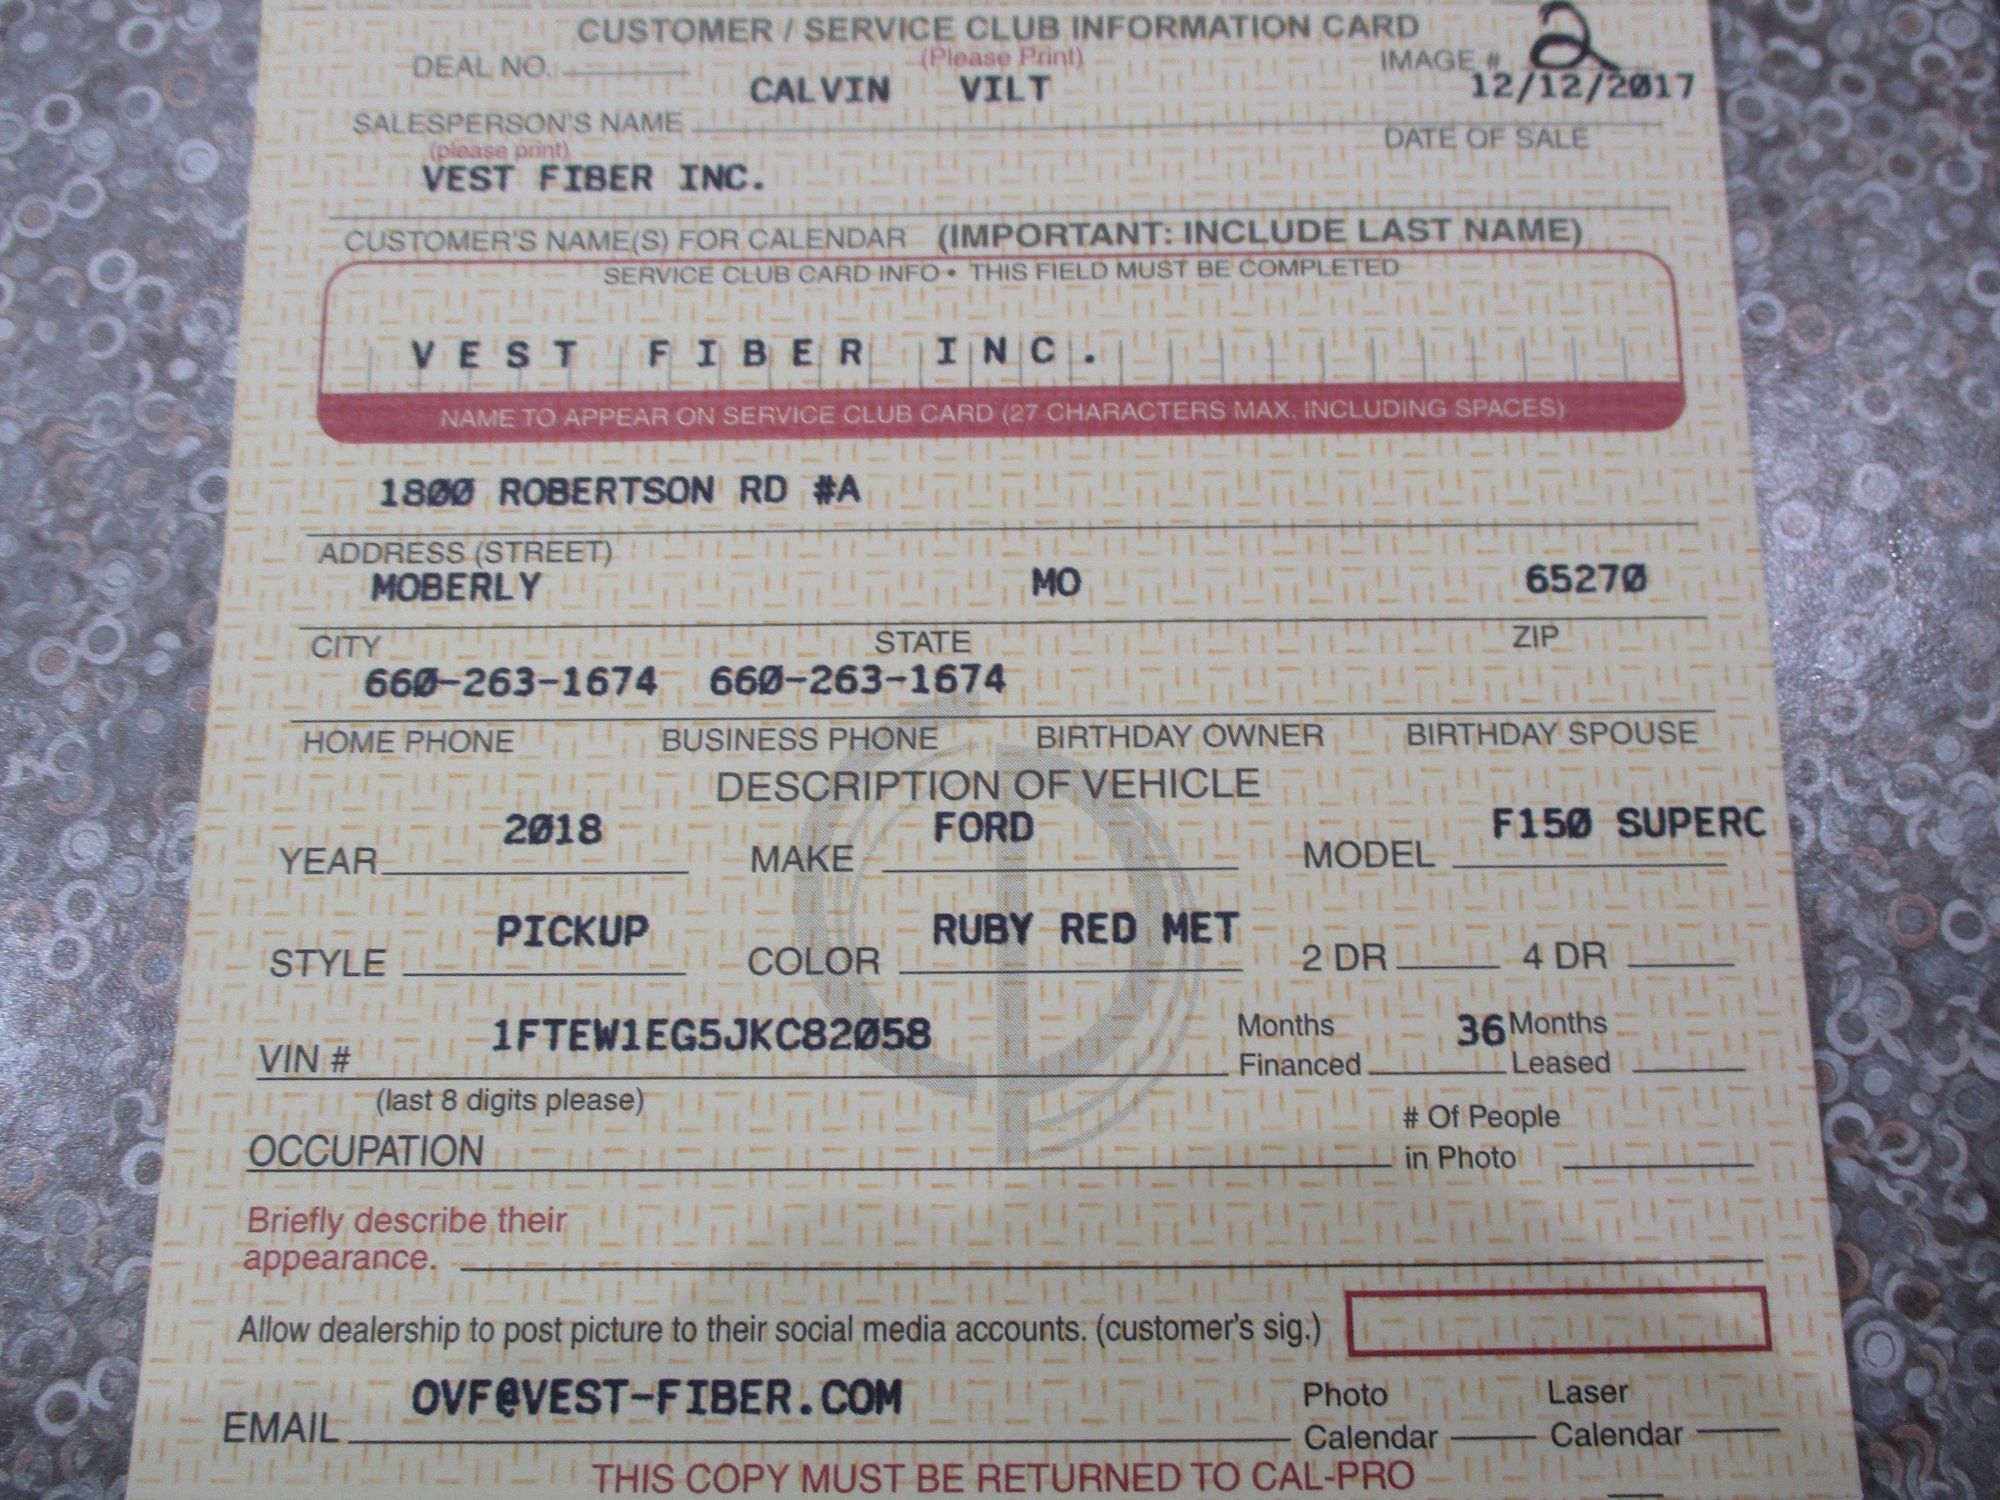 CUSTOMER / SERVICE CLUB INFORMATION CARD
(Please Print)
DEAL NO. IMAGE # 2
CALVIN VILT 12/12/2017
SALESPERSON'S NAME DATE OF SALE
(please print)
VEST FIBER INC.
CUSTOMER'S NAME(S) FOR CALENDAR (IMPORTANT: INCLUDE LAST NAME)
SERVICE CLUB CARD INFO • THIS FIELD MUST BE COMPLETED
VEST FIBER INC.
NAME TO APPEAR ON SERVICE CLUB CARD (27 CHARACTERS MAX. INCLUDING SPACES)
1800 ROBERTSON RD #A
ADDRESS (STREET)
MOBERLY MO 65270
CITY STATE ZIP
660-263-1674 660-263-1674
HOME PHONE BUSINESS PHONE BIRTHDAY OWNER BIRTHDAY SPOUSE
DESCRIPTION OF VEHICLE
YEAR 2018 MAKE FORD MODEL F150 SUPERC
STYLE PICKUP COLOR RUBY RED MET 2 DR 4 DR
VIN # 1FTEW1EG5JKC82058 Months Financed 36 Months Leased
(last 8 digits please)
OCCUPATION # Of People in Photo
Briefly describe their
appearance.
Allow dealership to post picture to their social media accounts. (customer's sig.)
EMAIL OVF@VEST-FIBER.COM Photo Calendar Laser Calendar
THIS COPY MUST BE RETURNED TO CAL-PRO